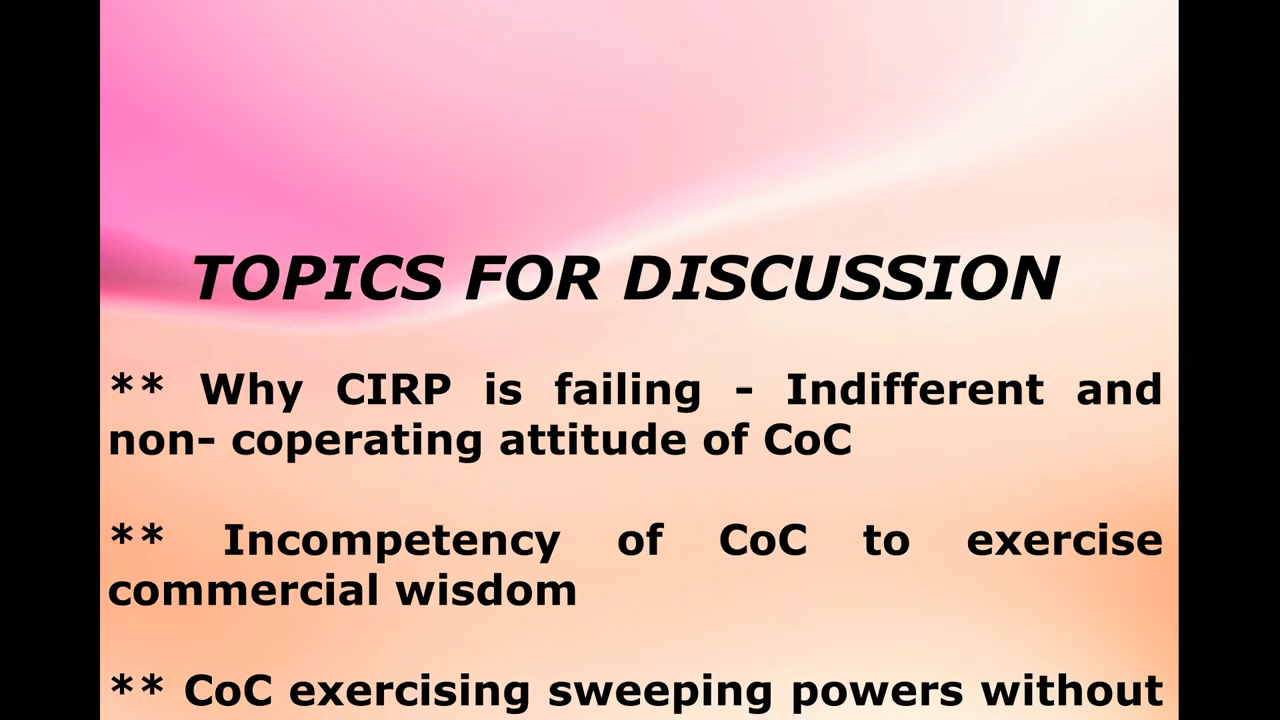 TOPICS FOR DISCUSSION
** Why CIRP is failing - Indifferent and
non- coperating attitude of CoC
** Incompetency of CoC to exercise
commercial wisdom
** CoC exercising sweeping powers without